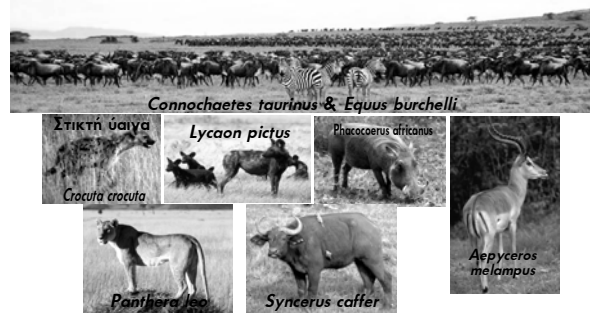 Connochaetes taurinus & Equus burchelli
Στικτή ύαινα
Crocuta crocuta
Lycaon pictus
Phacocoerus africanus
Aepyceros
melampus
Panthera leo
Syncerus caffer